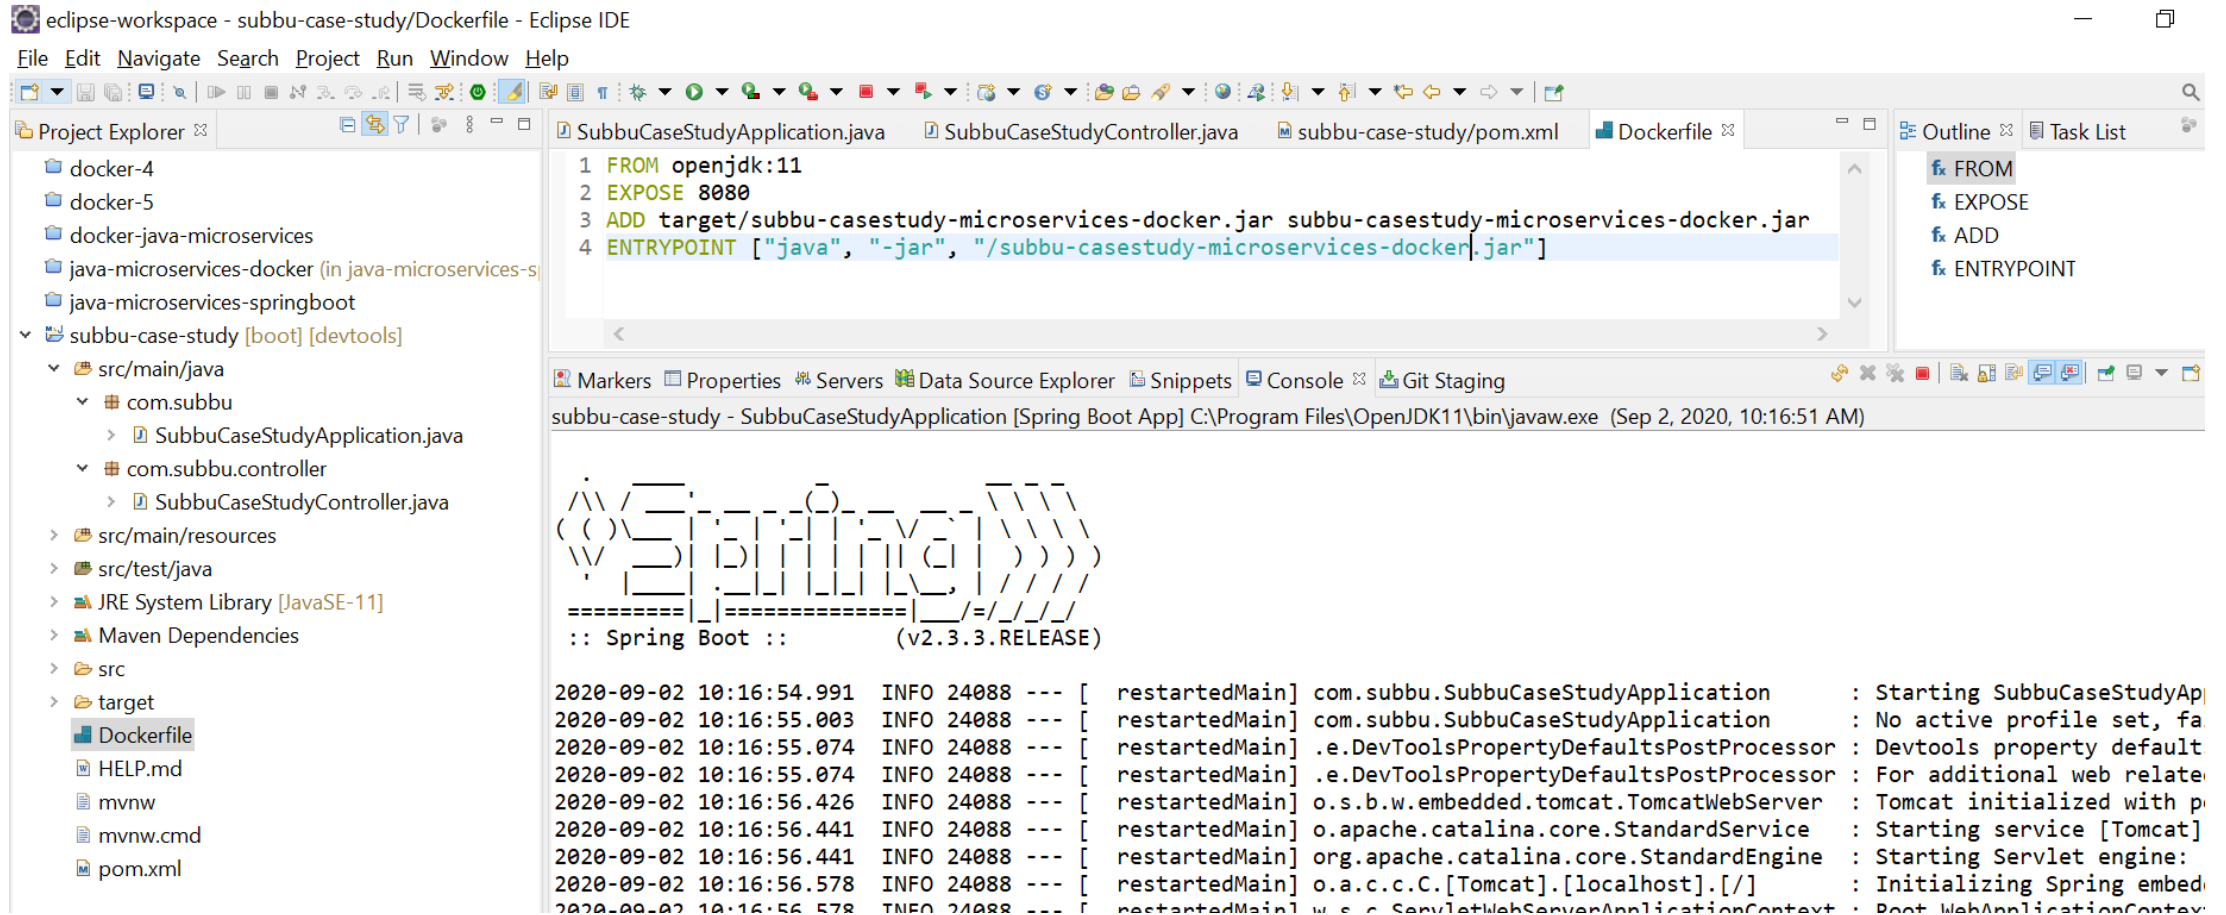 eclipse-workspace - subbu-case-study/Dockerfile - Eclipse IDE
File Edit Navigate Search Project Run Window Help
Project Explorer
docker-4
docker-5
docker-java-microservices
java-microservices-docker (in java-microservices-s
java-microservices-springboot
subbu-case-study [boot] [devtools]
src/main/java
com.subbu
SubbuCaseStudyApplication.java
com.subbu.controller
SubbuCaseStudyController.java
src/main/resources
src/test/java
JRE System Library [JavaSE-11]
Maven Dependencies
src
target
Dockerfile
HELP.md
mvnw
mvnw.cmd
pom.xml
SubbuCaseStudyApplication.java SubbuCaseStudyController.java subbu-case-study/pom.xml Dockerfile
1 FROM openjdk:11
2 EXPOSE 8080
3 ADD target/subbu-casestudy-microservices-docker.jar subbu-casestudy-microservices-docker.jar
4 ENTRYPOINT ["java", "-jar", "/subbu-casestudy-microservices-docker.jar"]
Outline Task List
FROM
EXPOSE
ADD
ENTRYPOINT
Markers Properties Servers Data Source Explorer Snippets Console Git Staging
subbu-case-study - SubbuCaseStudyApplication [Spring Boot App] C:\Program Files\OpenJDK11\bin\javaw.exe (Sep 2, 2020, 10:16:51 AM)
Spring
:: Spring Boot :: (v2.3.3.RELEASE)
2020-09-02 10:16:54.991 INFO 24088 --- [ restartedMain] com.subbu.SubbuCaseStudyApplication : Starting SubbuCaseStudyAp
2020-09-02 10:16:55.003 INFO 24088 --- [ restartedMain] com.subbu.SubbuCaseStudyApplication : No active profile set, fa
2020-09-02 10:16:55.074 INFO 24088 --- [ restartedMain] .e.DevToolsPropertyDefaultsPostProcessor : Devtools property default
2020-09-02 10:16:55.074 INFO 24088 --- [ restartedMain] .e.DevToolsPropertyDefaultsPostProcessor : For additional web relate
2020-09-02 10:16:56.426 INFO 24088 --- [ restartedMain] o.s.b.w.embedded.tomcat.TomcatWebServer : Tomcat initialized with p
2020-09-02 10:16:56.441 INFO 24088 --- [ restartedMain] o.apache.catalina.core.StandardService : Starting service [Tomcat]
2020-09-02 10:16:56.441 INFO 24088 --- [ restartedMain] org.apache.catalina.core.StandardEngine : Starting Servlet engine:
2020-09-02 10:16:56.578 INFO 24088 --- [ restartedMain] o.a.c.c.C.[Tomcat].[localhost].[/] : Initializing Spring embed
2020-09-02 10:16:56.578 INFO 24088 --- [ restartedMain] w.s.c.ServletWebServerApplicationContext : Root WebApplicationContex